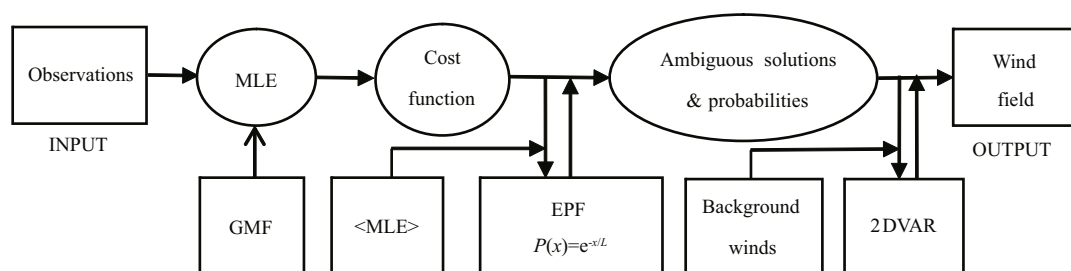 Observations
INPUT
MLE
Cost
function
Ambiguous solutions
& probabilities
Wind
field
OUTPUT
GMF
<MLE>
EPF
P(x)=e^{-x/L}
Background
winds
2DVAR